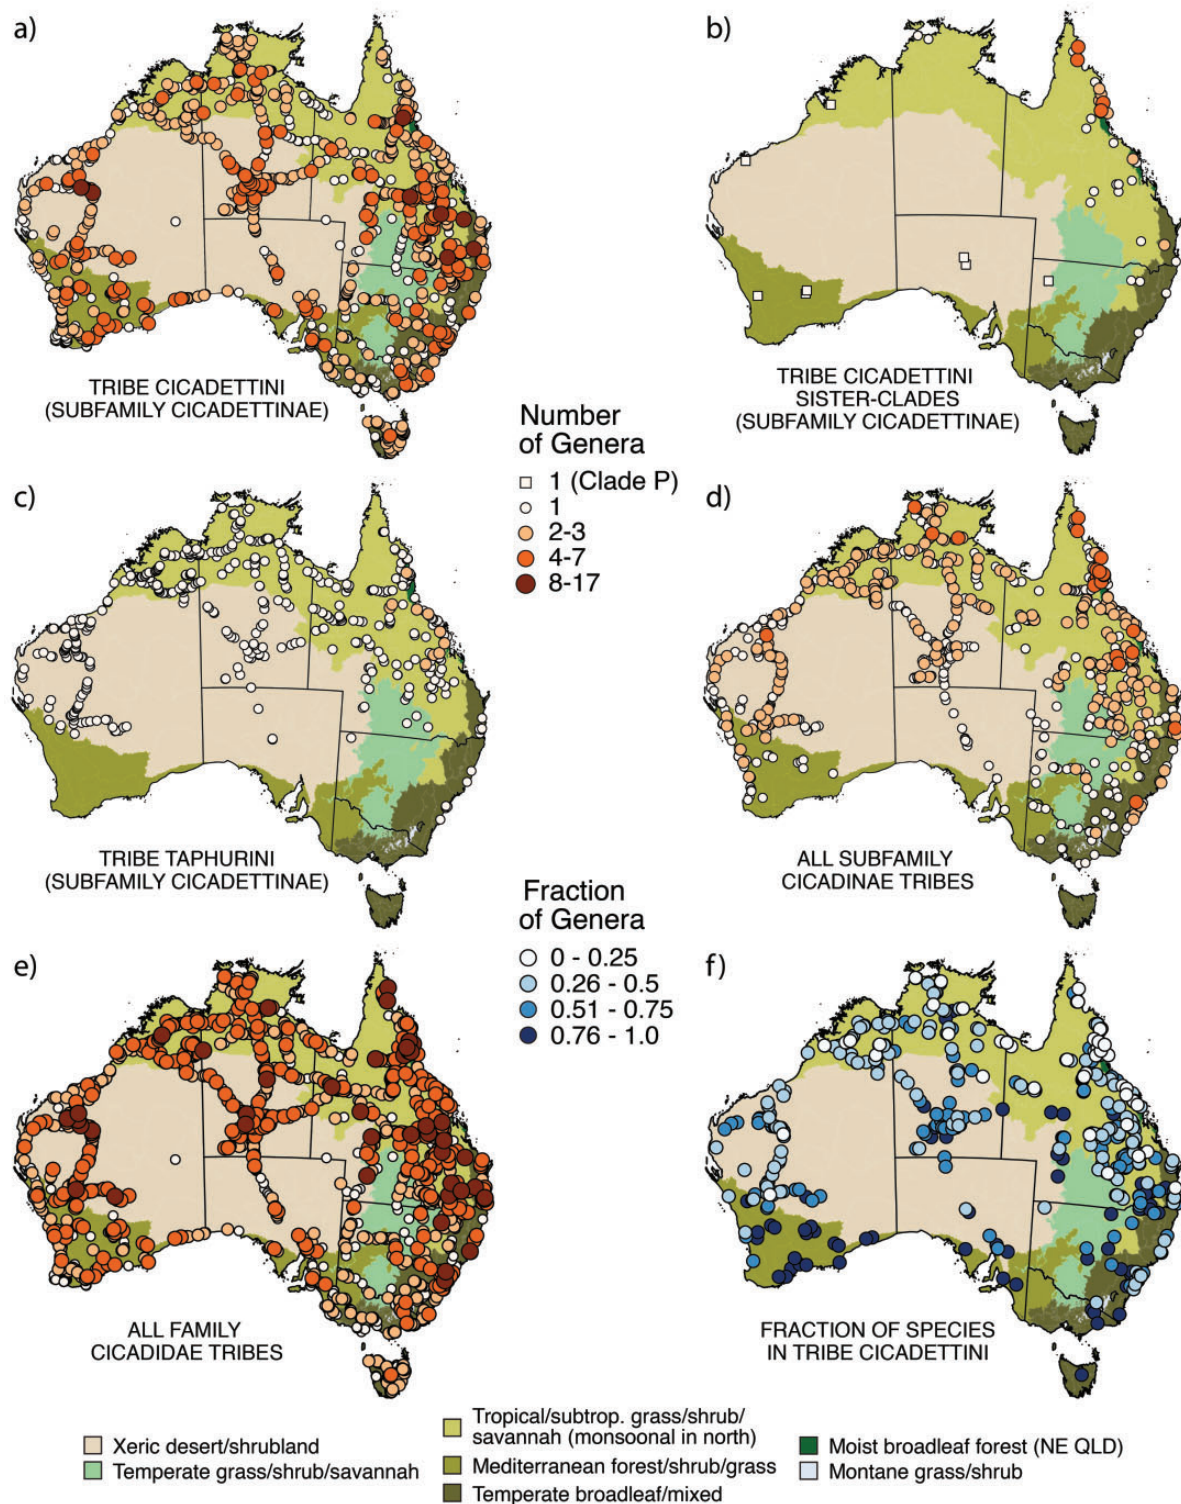 a)
b)
TRIBE CICADETTINI
(SUBFAMILY CICADETTINAE)
TRIBE CICADETTINI
SISTER-CLADES
(SUBFAMILY CICADETTINAE)
Number
of Genera
1 (Clade P)
1
2-3
4-7
8-17
c)
d)
TRIBE TAPHURINI
(SUBFAMILY CICADETTINAE)
ALL SUBFAMILY
CICADINAE TRIBES
Fraction
of Genera
0 - 0.25
0.26 - 0.5
0.51 - 0.75
0.76 - 1.0
e)
f)
ALL FAMILY
CICADIDAE TRIBES
FRACTION OF SPECIES
IN TRIBE CICADETTINI
Xeric desert/shrubland
Temperate grass/shrub/savannah
Tropical/subtrop. grass/shrub/
savannah (monsoonal in north)
Mediterranean forest/shrub/grass
Temperate broadleaf/mixed
Moist broadleaf forest (NE QLD)
Montane grass/shrub